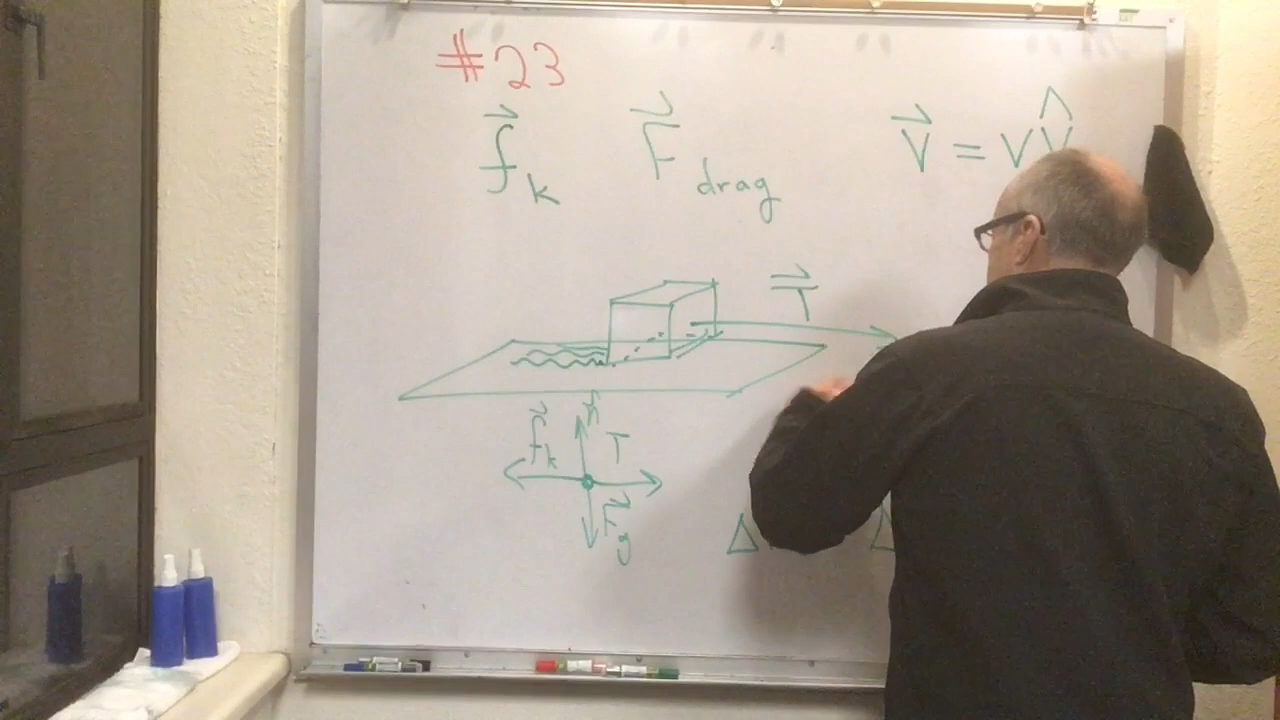 #23
f⃗ₖ F⃗ drag V⃗ = V V̂
T⃗
n⃗
f⃗ₖ T
F⃗g
Δ Δ